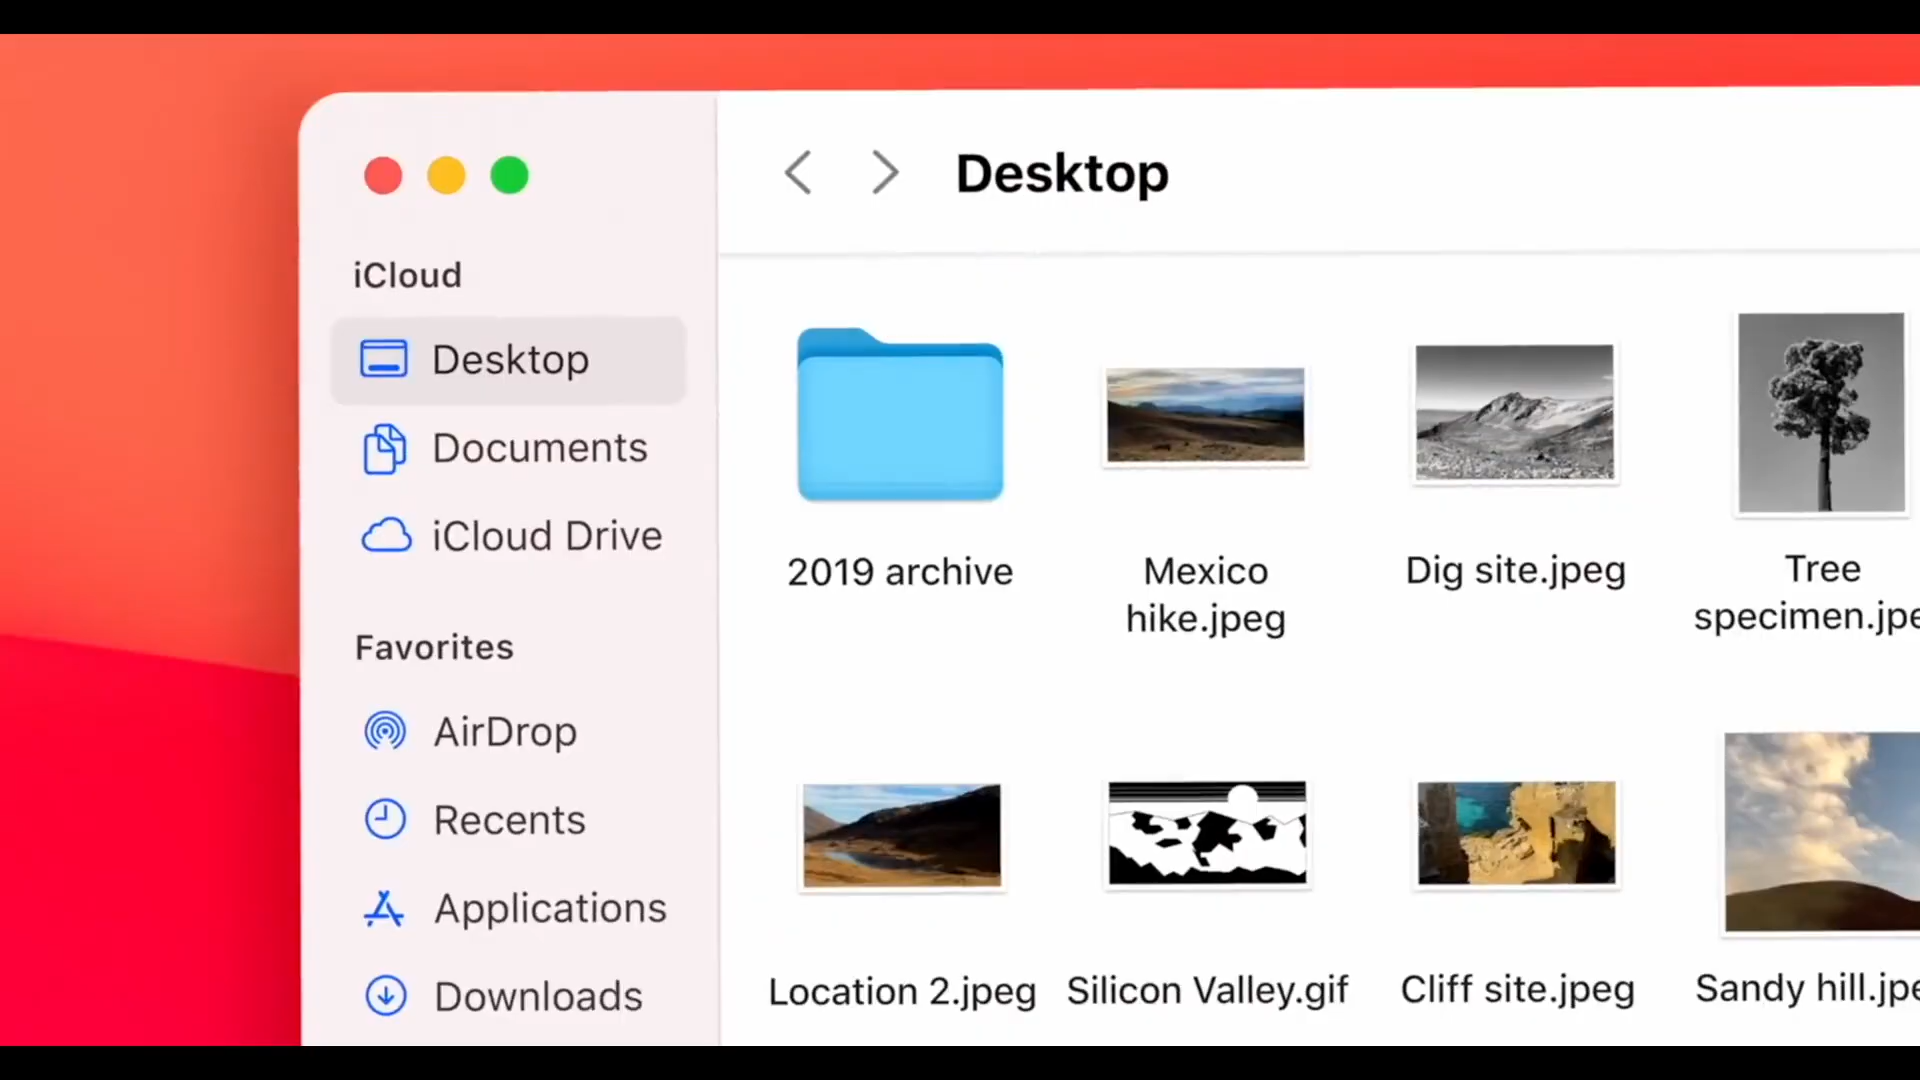 Desktop
iCloud
Desktop
Documents
iCloud Drive
Favorites
AirDrop
Recents
Applications
Downloads
2019 archive
Mexico
hike.jpeg
Dig site.jpeg
Tree
specimen.jpe
Location 2.jpeg
Silicon Valley.gif
Cliff site.jpeg
Sandy hill.jpe